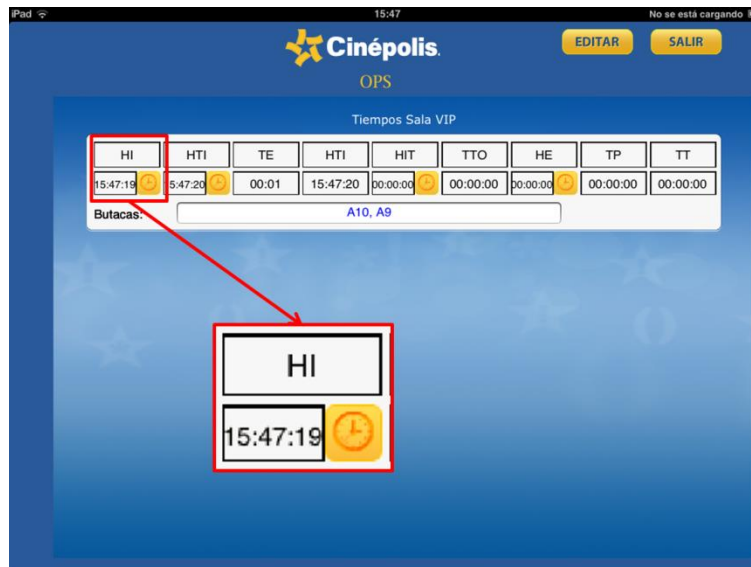 iPad 15:47 No se está cargando
Cinépolis. EDITAR SALIR
OPS
Tiempos Sala VIP
HI HTI TE HTI HIT TTO HE TP TT
15:47:19 5:47:20 00:01 15:47:20 00:00:00 00:00:00 00:00:00 00:00:00 00:00:00
Butacas: A10, A9
HI
15:47:19